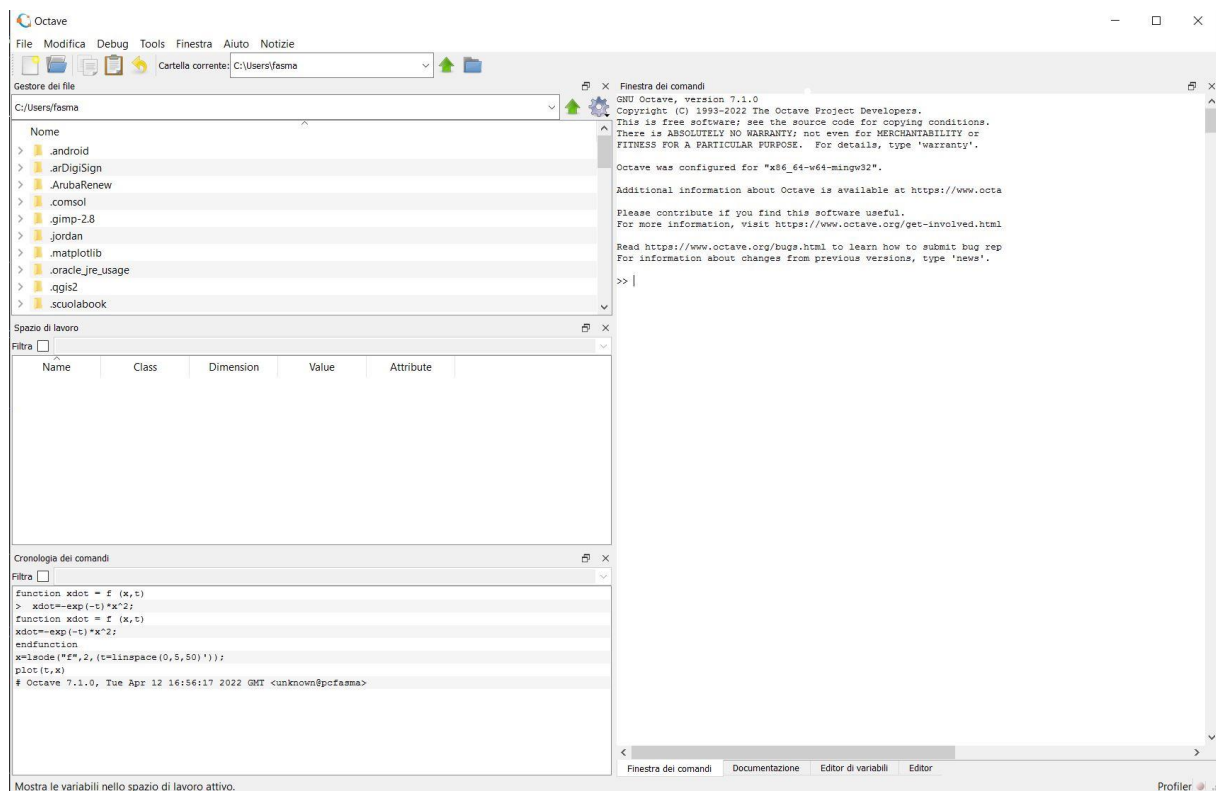 Octave
File Modifica Debug Tools Finestra Aiuto Notizie
Cartella corrente: C:\Users\fasma
Gestore dei file
C:/Users/fasma
Nome
.android
.arDigiSign
.ArubaRenew
.comsol
.gimp-2.8
.jordan
.matplotlib
.oracle_jre_usage
.qgis2
.scuolabook
Spazio di lavoro
Filtra
Name Class Dimension Value Attribute
Cronologia dei comandi
Filtra
function xdot = f (x,t)
> xdot=-exp(-t)*x^2;
function xdot = f (x,t)
xdot=-exp(-t)*x^2;
endfunction
x=lsode("f",2,(t=linspace(0,5,50)'));
plot(t,x)
# Octave 7.1.0, Tue Apr 12 16:56:17 2022 GMT <unknown@pcfasma>
Finestra dei comandi
GNU Octave, version 7.1.0
Copyright (C) 1993-2022 The Octave Project Developers.
This is free software; see the source code for copying conditions.
There is ABSOLUTELY NO WARRANTY; not even for MERCHANTABILITY or
FITNESS FOR A PARTICULAR PURPOSE. For details, type 'warranty'.
Octave was configured for "x86_64-w64-mingw32".
Additional information about Octave is available at https://www.octa
Please contribute if you find this software useful.
For more information, visit https://www.octave.org/get-involved.html
Read https://www.octave.org/bugs.html to learn how to submit bug rep
For information about changes from previous versions, type 'news'.
>>
Finestra dei comandi Documentazione Editor di variabili Editor
Mostra le variabili nello spazio di lavoro attivo.
Profiler